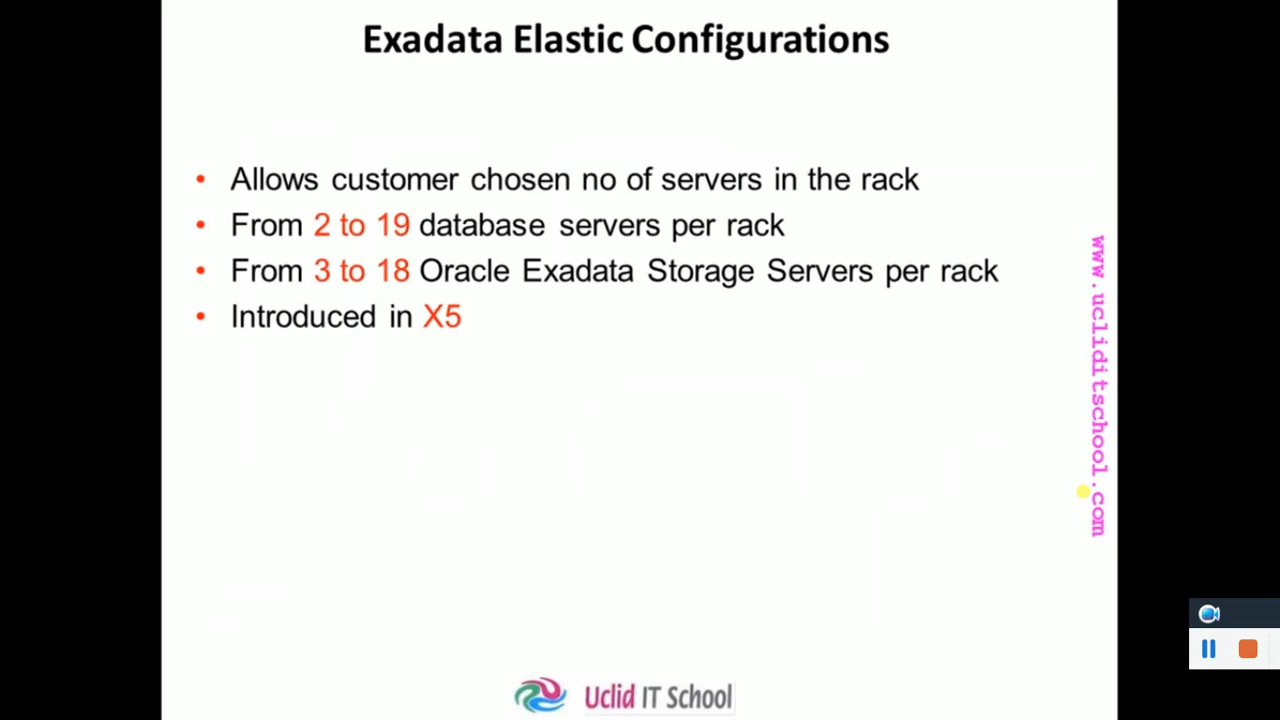 Exadata Elastic Configurations
• Allows customer chosen no of servers in the rack
• From 2 to 19 database servers per rack
• From 3 to 18 Oracle Exadata Storage Servers per rack
• Introduced in X5
www.ucliditschool.com
Uclid IT School